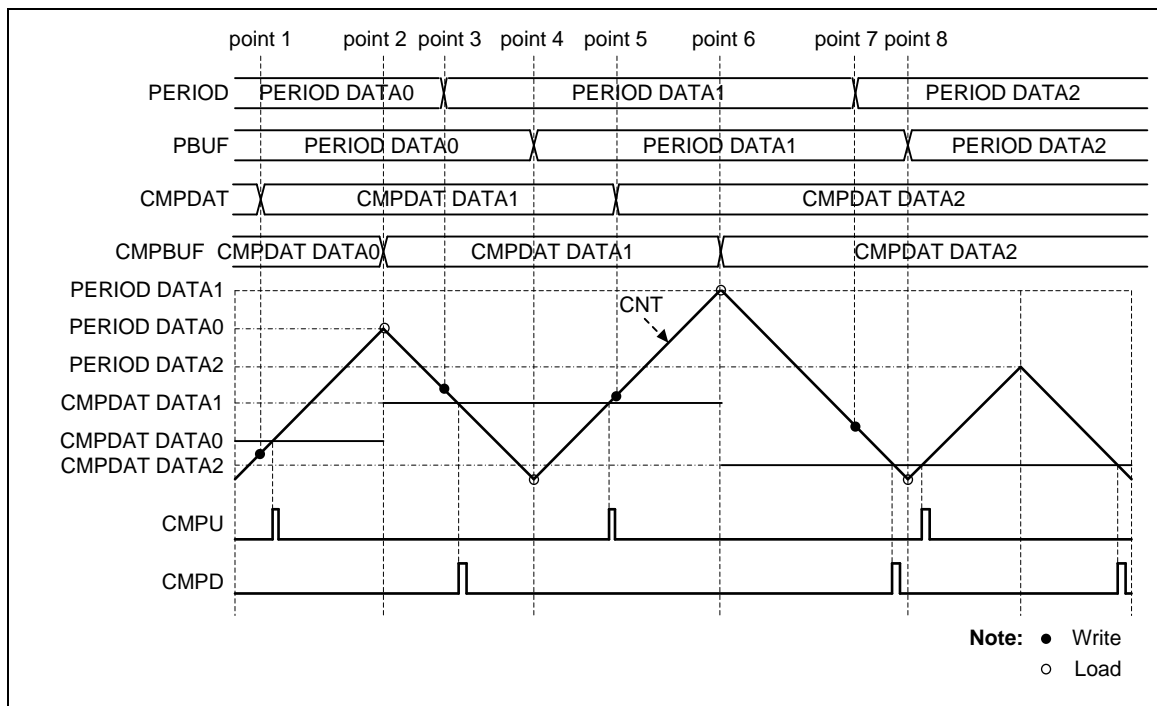 point 1 point 2 point 3 point 4 point 5 point 6 point 7 point 8
PERIOD PERIOD DATA0 PERIOD DATA1 PERIOD DATA2
PBUF PERIOD DATA0 PERIOD DATA1 PERIOD DATA2
CMPDAT CMPDAT DATA1 CMPDAT DATA2
CMPBUF CMPDAT DATA0 CMPDAT DATA1 CMPDAT DATA2
PERIOD DATA1
CNT
PERIOD DATA0
PERIOD DATA2
CMPDAT DATA1
CMPDAT DATA0
CMPDAT DATA2
CMPU
CMPD
Note: ● Write
○ Load